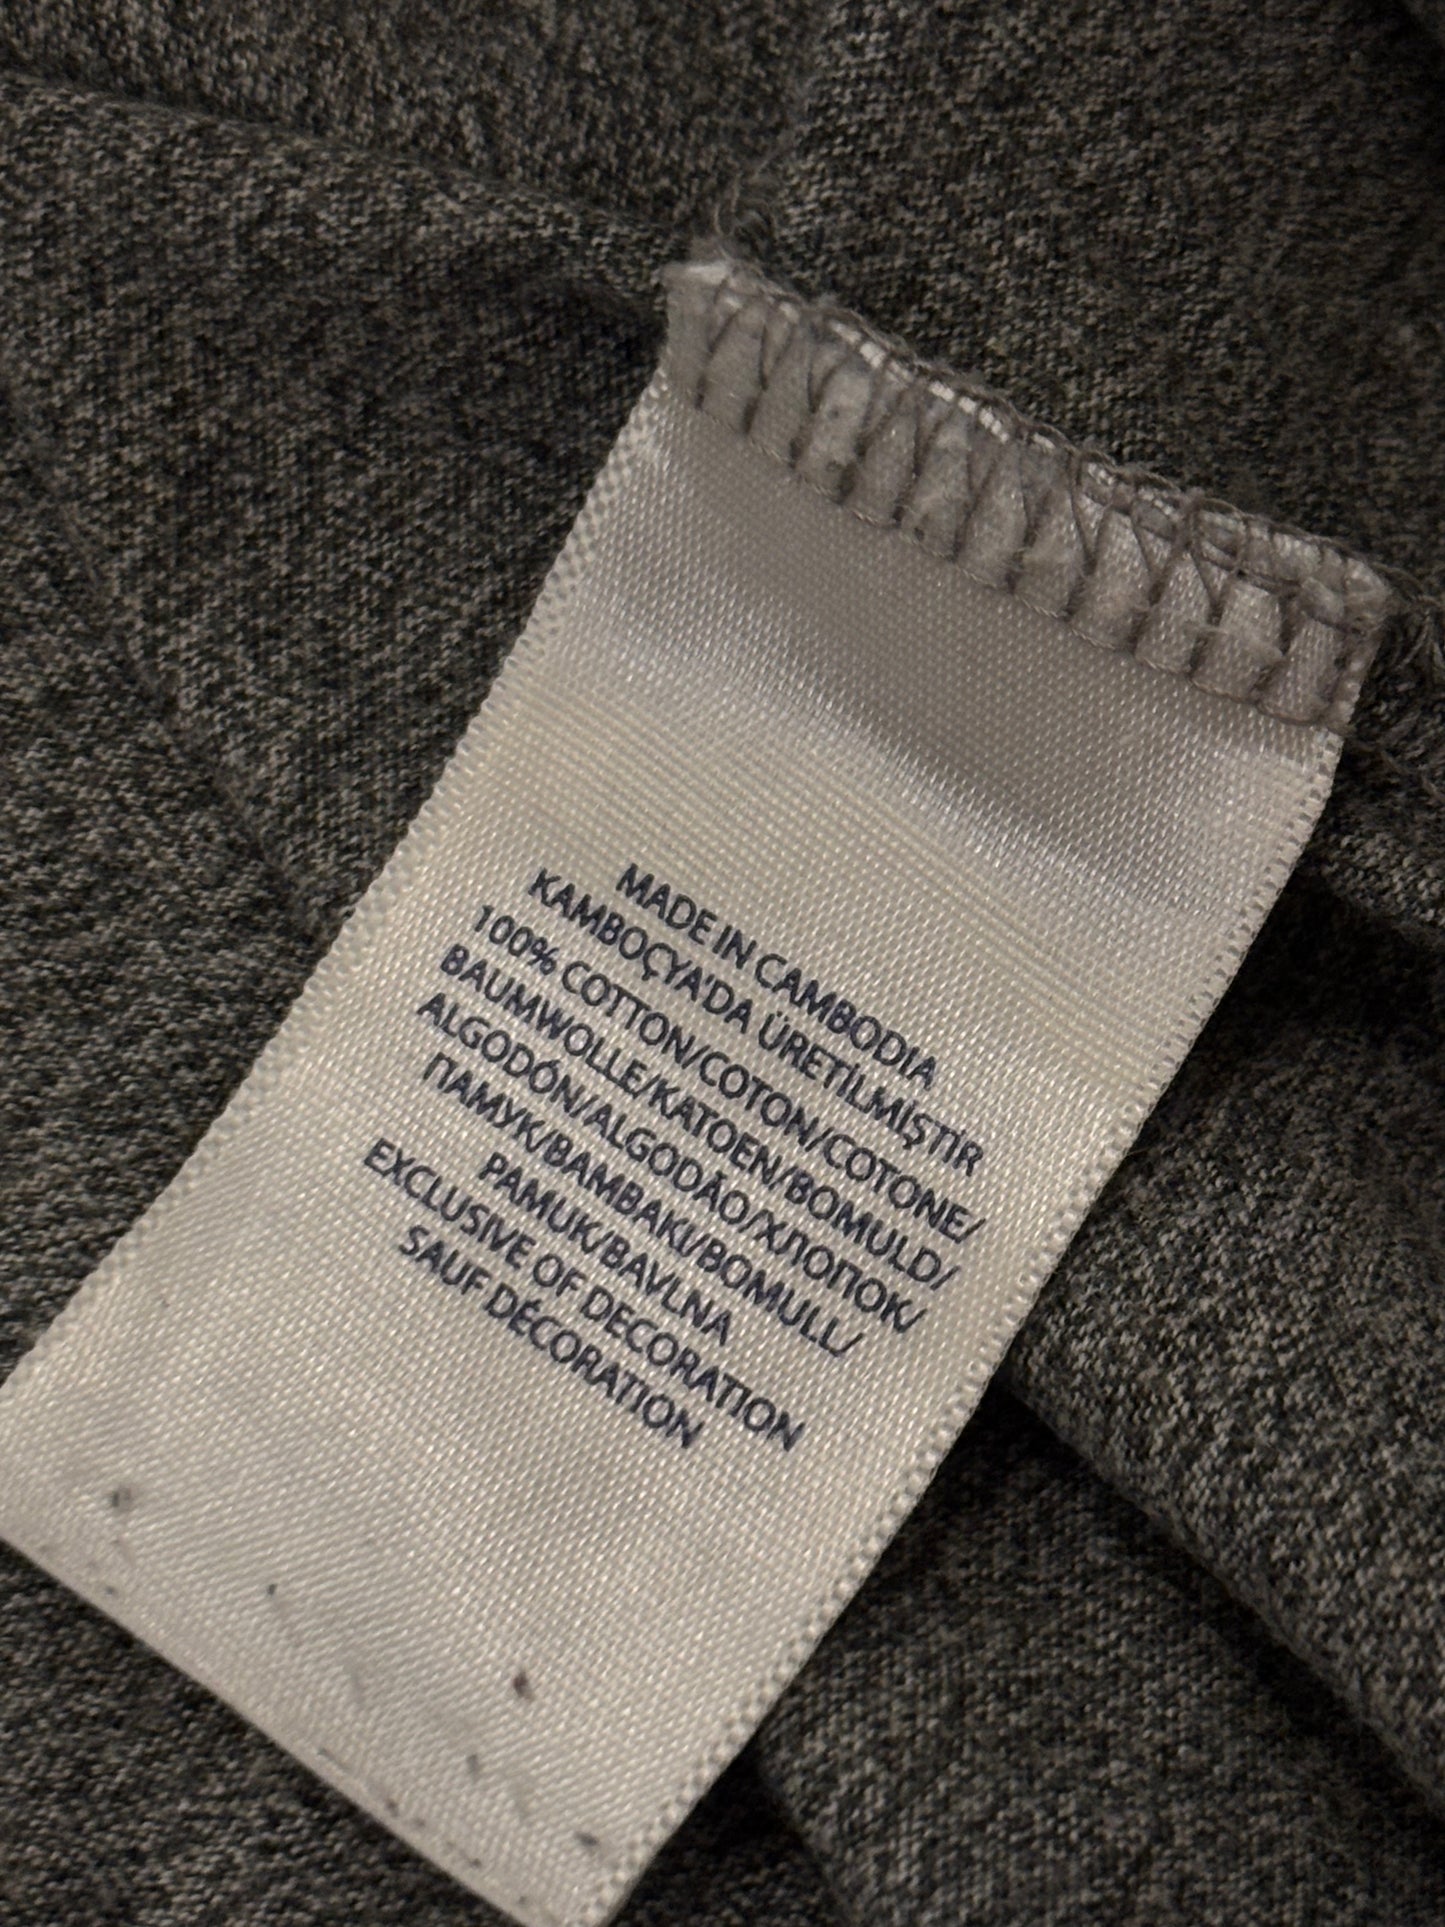 MADE IN CAMBODIA
KAMBOÇYA'DA ÜRETİLMİŞTİR
100% COTTON/COTON/COTONE/
BAUMWOLLE/KATOEN/BOMULD/
ALGODÓN/ALGODÃO/ХЛОПОК/
ПАМУК/BAMBAKI/BOMULL/
PAMUK/BAVLNA
EXCLUSIVE OF DECORATION
SAUF DÉCORATION